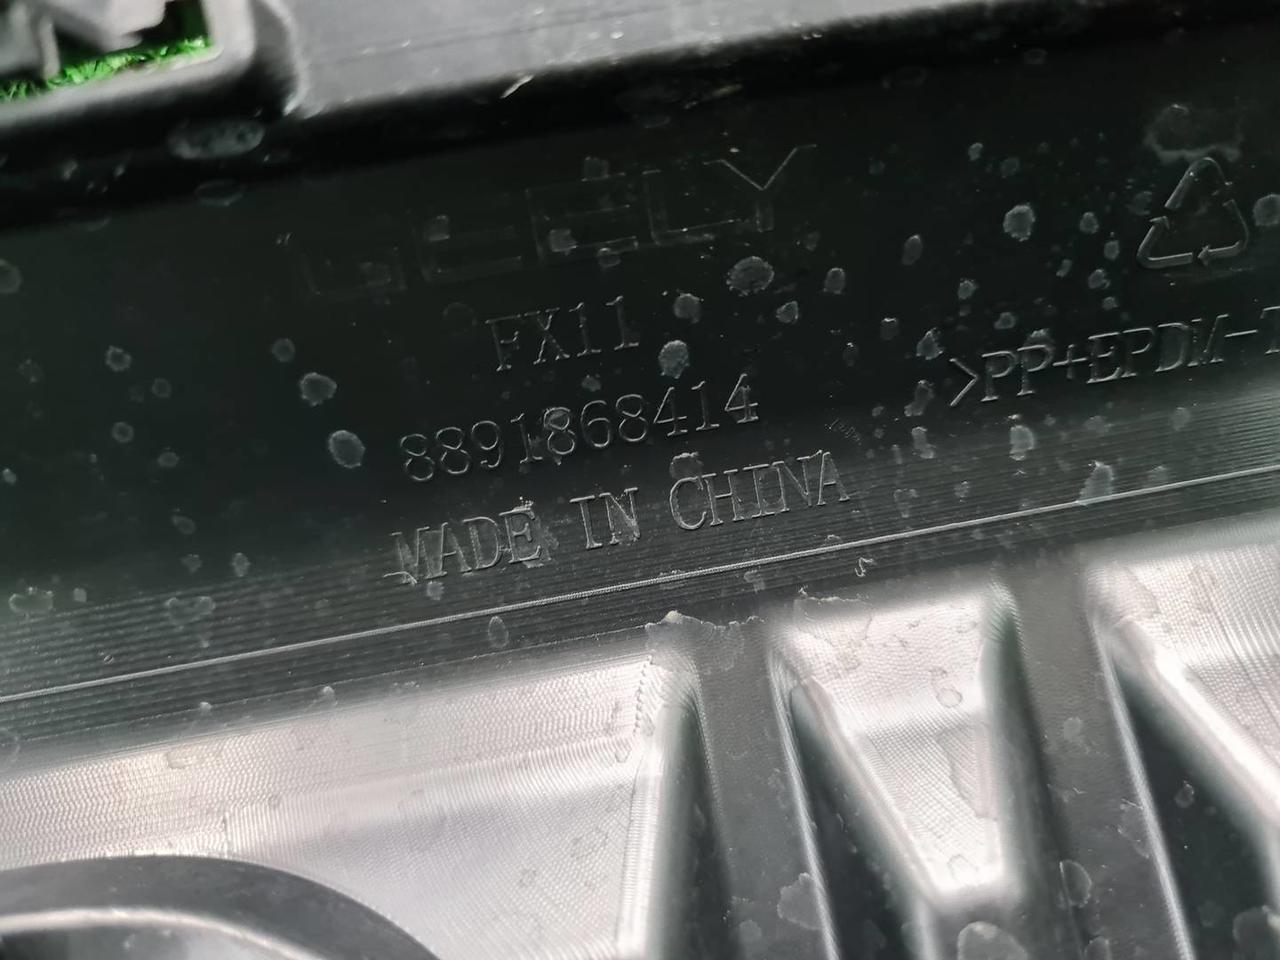 GEELY
FX11
8891868414
MADE IN CHINA
>PP+EPDM-